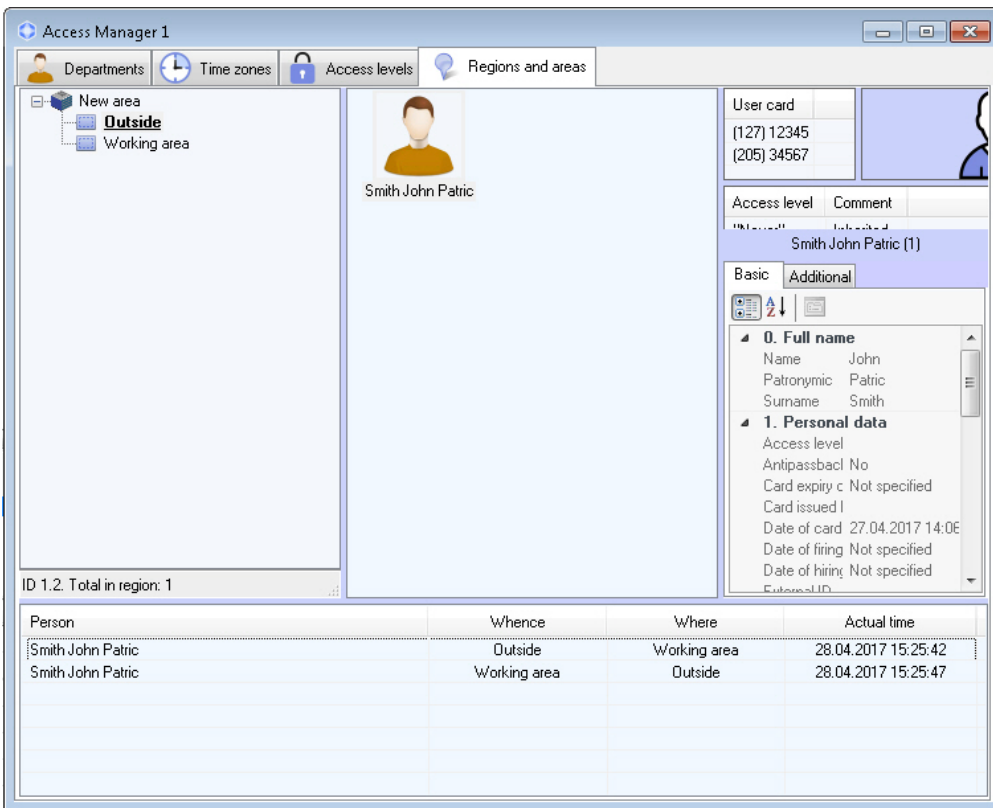 Access Manager 1
Departments Time zones Access levels Regions and areas
New area
Outside
Working area
ID 1.2. Total in region: 1
Smith John Patric
User card
(127) 12345
(205) 34567
Access level Comment
"Never" Inherited
Smith John Patric (1)
Basic Additional
0. Full name
Name John
Patronymic Patric
Surname Smith
1. Personal data
Access level
Antipassbacl No
Card expiry c Not specified
Card issued l
Date of card 27.04.2017 14:06
Date of firing Not specified
Date of hiring Not specified
External ID
Person Whence Where Actual time
Smith John Patric Outside Working area 28.04.2017 15:25:42
Smith John Patric Working area Outside 28.04.2017 15:25:47